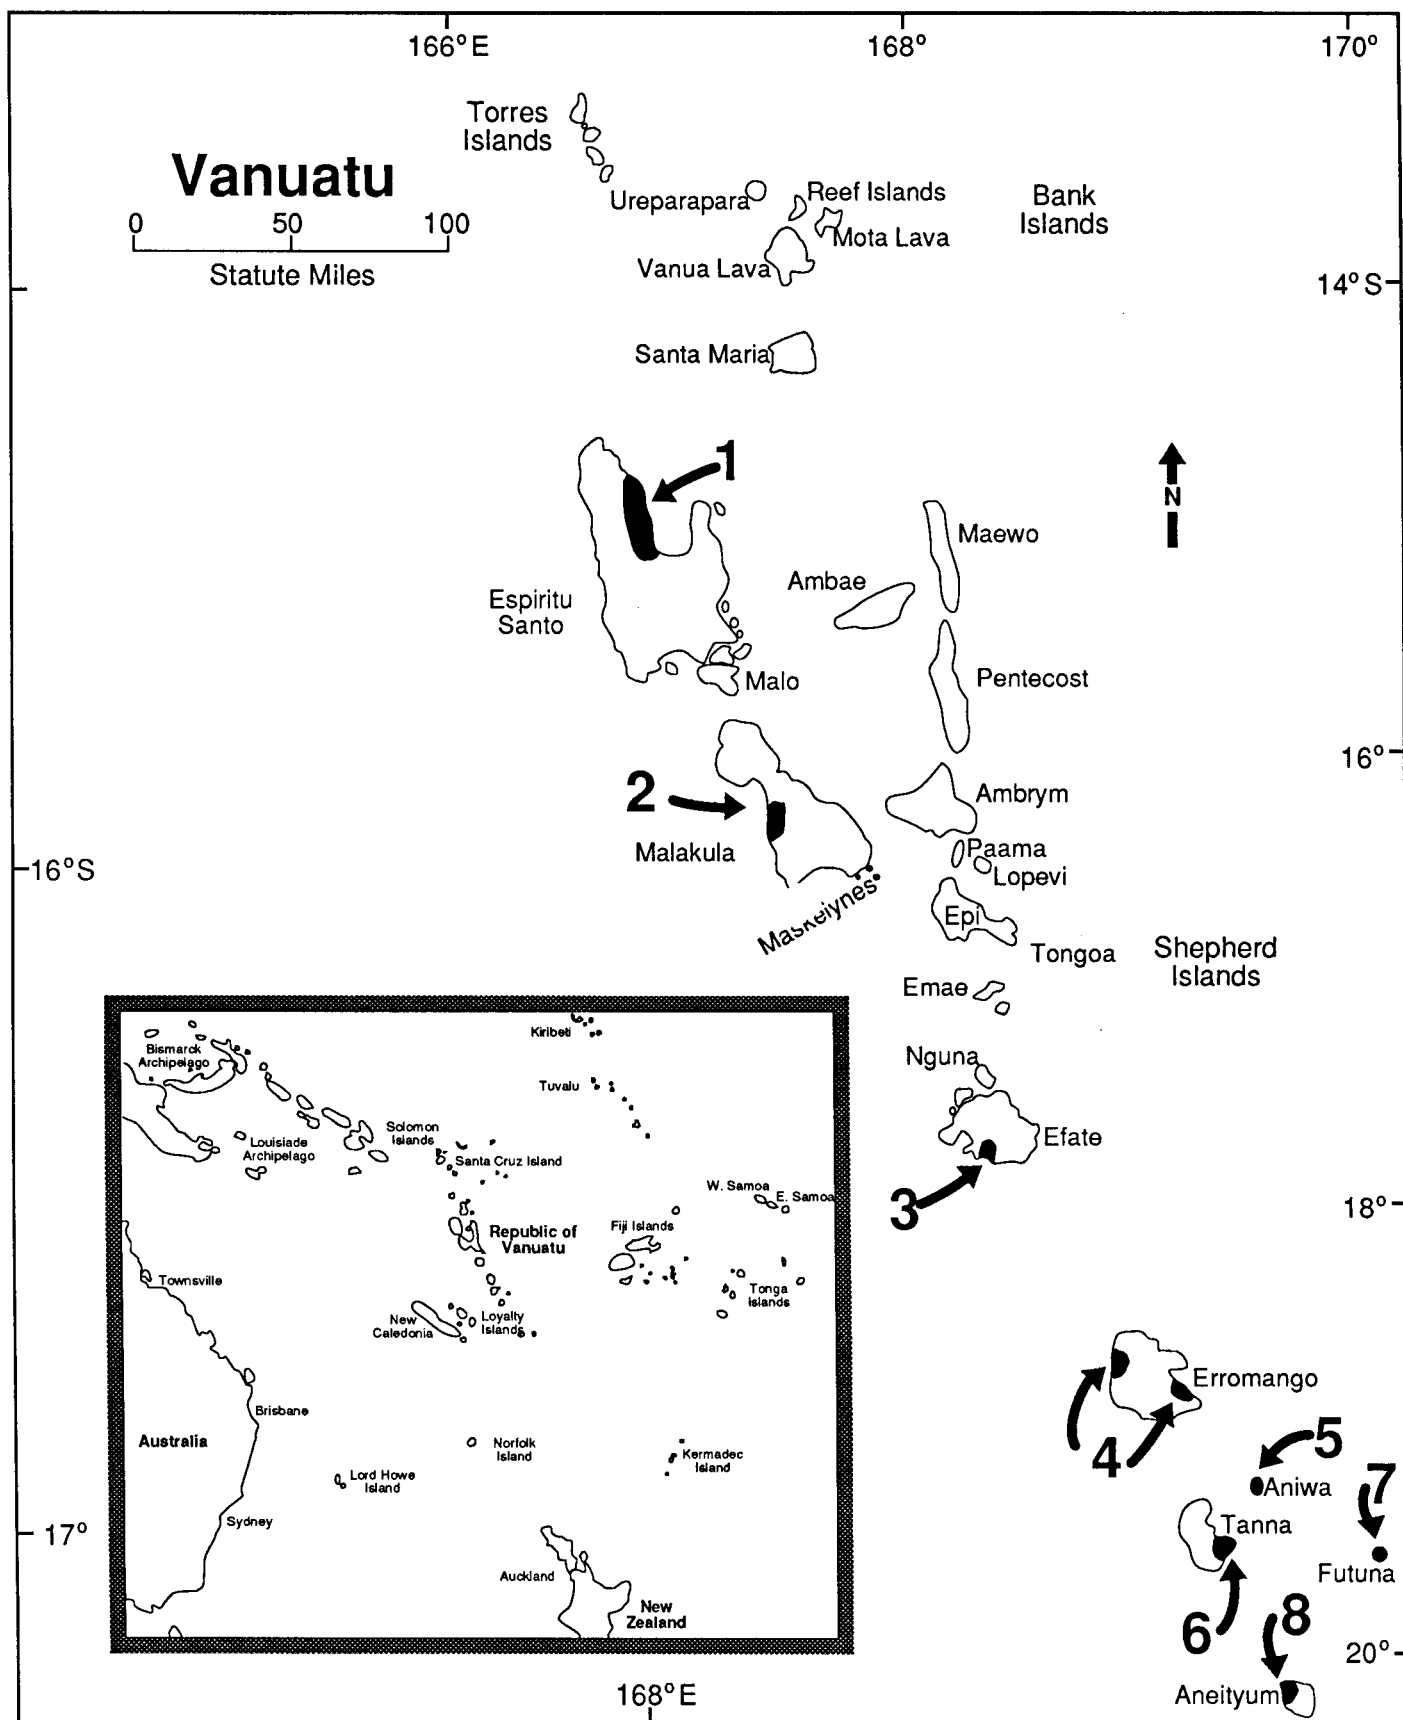 166°E
168°
170°
Torres
Islands
Vanuatu
0 50 100
Statute Miles
Ureparapara
Reef Islands
Bank
Islands
Mota Lava
Vanua Lava
14°S
Santa Maria
1
N
Maewo
Ambae
Espiritu
Santo
Malo
Pentecost
16°
2
Ambrym
Malakula
Paama
16°S
Lopevi
Maskelynes
Epi
Tongoa
Shepherd
Islands
Emae
Nguna
Efate
3
18°
Erromango
4
5
Aniwa
7
Tanna
Futuna
6
8
20°
Aneityum
17°
168°E
Kiribeti
Bismarck
Archipelago
Tuvalu
Solomon
Islands
Louisiade
Archipelago
Santa Cruz Island
W. Samoa
E. Samoa
Republic of
Vanuatu
Fiji Islands
Townsville
Tonga
Islands
New
Caledonia
Loyalty
Islands
Brisbane
Australia
Norfolk
Island
Kermadec
Island
Lord Howe
Island
Sydney
Auckland
New
Zealand